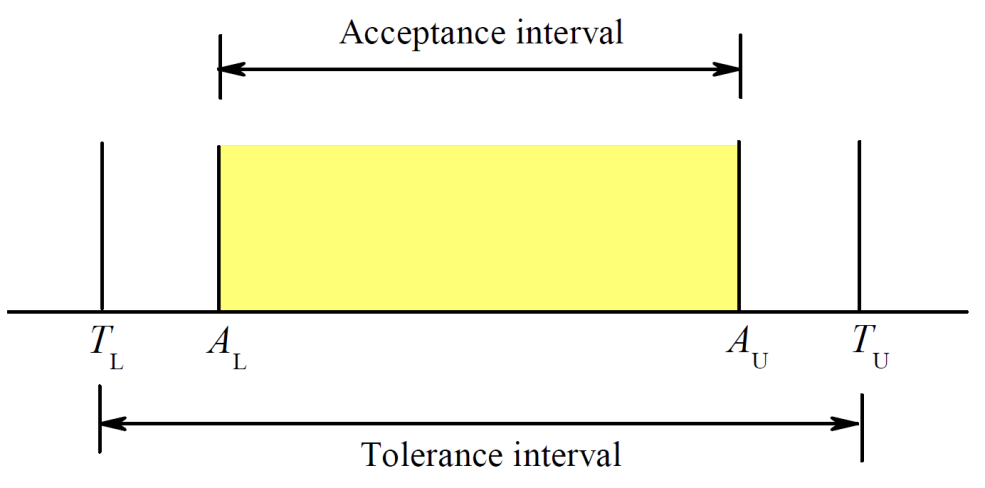 Acceptance interval
T_L A_L A_U T_U
Tolerance interval